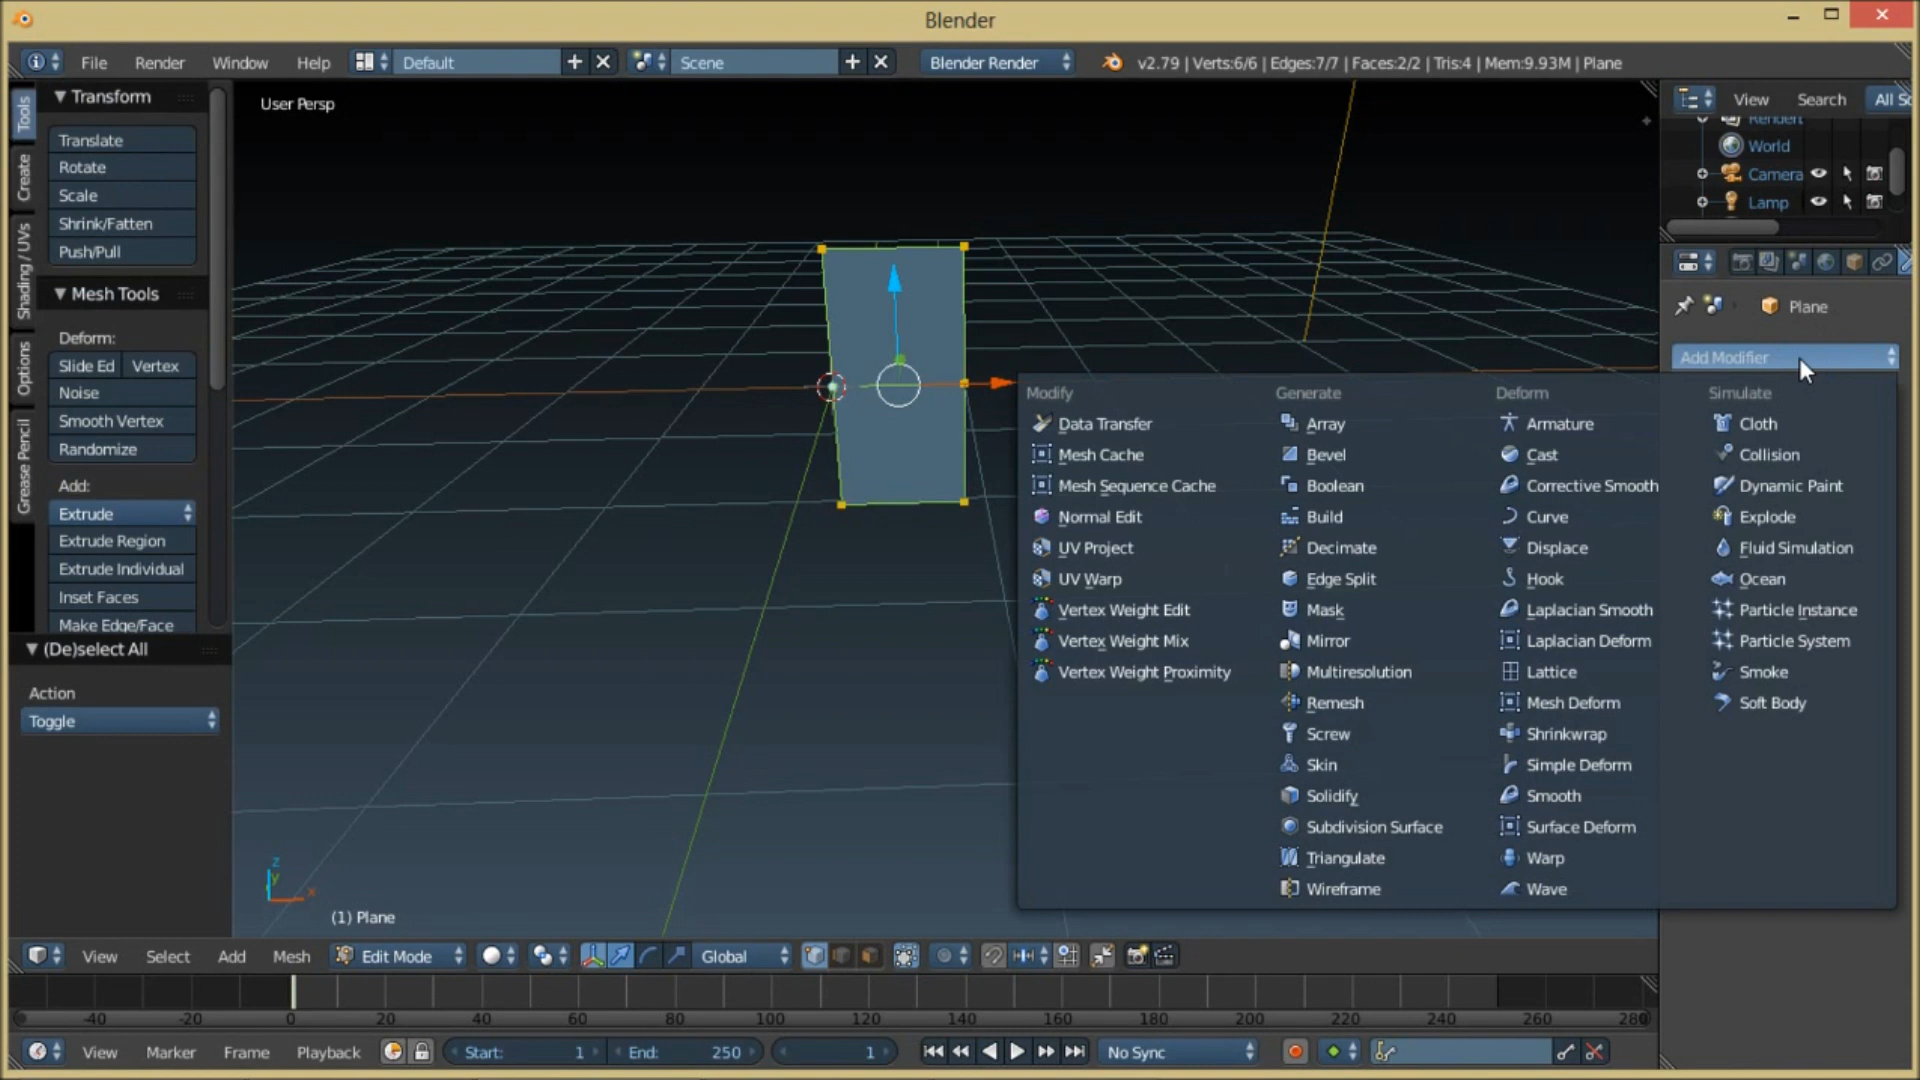 Blender
File Render Window Help Default Scene Blender Render v2.79 | Verts:6/6 | Edges:7/7 | Faces:2/2 | Tris:4 | Mem:9.93M | Plane
Tools
Create
Shading / UVs
Options
Grease Pencil
Transform
Translate
Rotate
Scale
Shrink/Fatten
Push/Pull
Mesh Tools
Deform:
Slide Ed Vertex
Noise
Smooth Vertex
Randomize
Add:
Extrude
Extrude Region
Extrude Individual
Inset Faces
Make Edge/Face
(De)select All
Action
Toggle
User Persp
z
y
x
(1) Plane
View Search All Sc
World
Camera
Lamp
Plane
Add Modifier
Modify
Data Transfer
Mesh Cache
Mesh Sequence Cache
Normal Edit
UV Project
UV Warp
Vertex Weight Edit
Vertex Weight Mix
Vertex Weight Proximity
Generate
Array
Bevel
Boolean
Build
Decimate
Edge Split
Mask
Mirror
Multiresolution
Remesh
Screw
Skin
Solidify
Subdivision Surface
Triangulate
Wireframe
Deform
Armature
Cast
Corrective Smooth
Curve
Displace
Hook
Laplacian Smooth
Laplacian Deform
Lattice
Mesh Deform
Shrinkwrap
Simple Deform
Smooth
Surface Deform
Warp
Wave
Simulate
Cloth
Collision
Dynamic Paint
Explode
Fluid Simulation
Ocean
Particle Instance
Particle System
Smoke
Soft Body
View Select Add Mesh Edit Mode Global
-40 -20 0 20 40 60 80 100 120 140 160 180 200 220 240 260 280
View Marker Frame Playback Start: 1 End: 250 1 No Sync